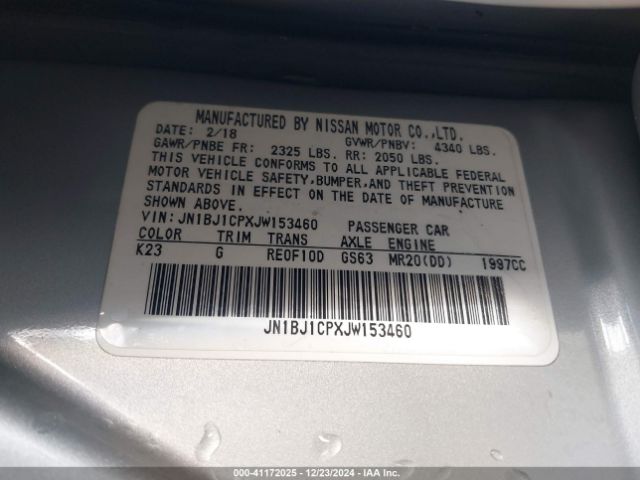 MANUFACTURED BY NISSAN MOTOR CO.,LTD.
DATE: 2/18 GVWR/PNBV: 4340 LBS.
GAWR/PNBE FR: 2325 LBS. RR: 2050 LBS.
THIS VEHICLE CONFORMS TO ALL APPLICABLE FEDERAL
MOTOR VEHICLE SAFETY,BUMPER,AND THEFT PREVENTION
STANDARDS IN EFFECT ON THE DATE OF MANUFACTURE
SHOWN ABOVE.
VIN: JN1BJ1CPXJW153460 PASSENGER CAR
COLOR TRIM TRANS AXLE ENGINE
K23 G RE0F10D GS63 MR20(DD) 1997CC
JN1BJ1CPXJW153460
000-41172025 - 12/23/2024 - IAA Inc.